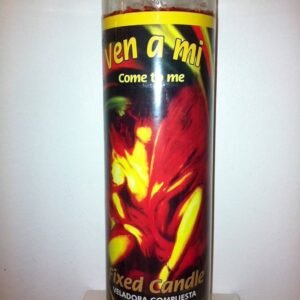 Ven a mi
Come to me
Fixed Candle
VELADORA COMPUESTA